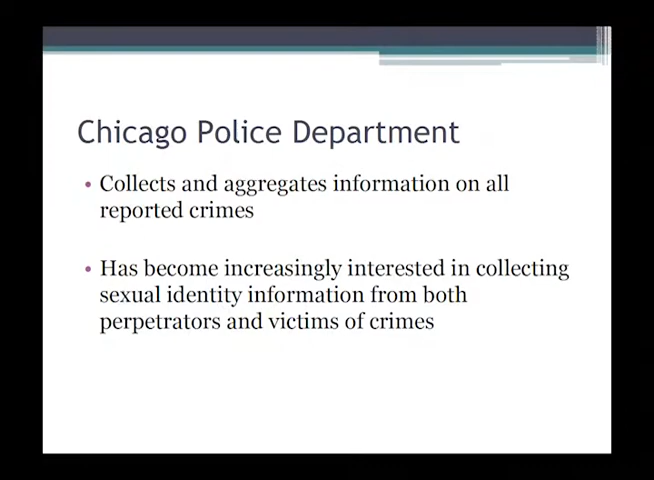 Chicago Police Department
• Collects and aggregates information on all
reported crimes
• Has become increasingly interested in collecting
sexual identity information from both
perpetrators and victims of crimes